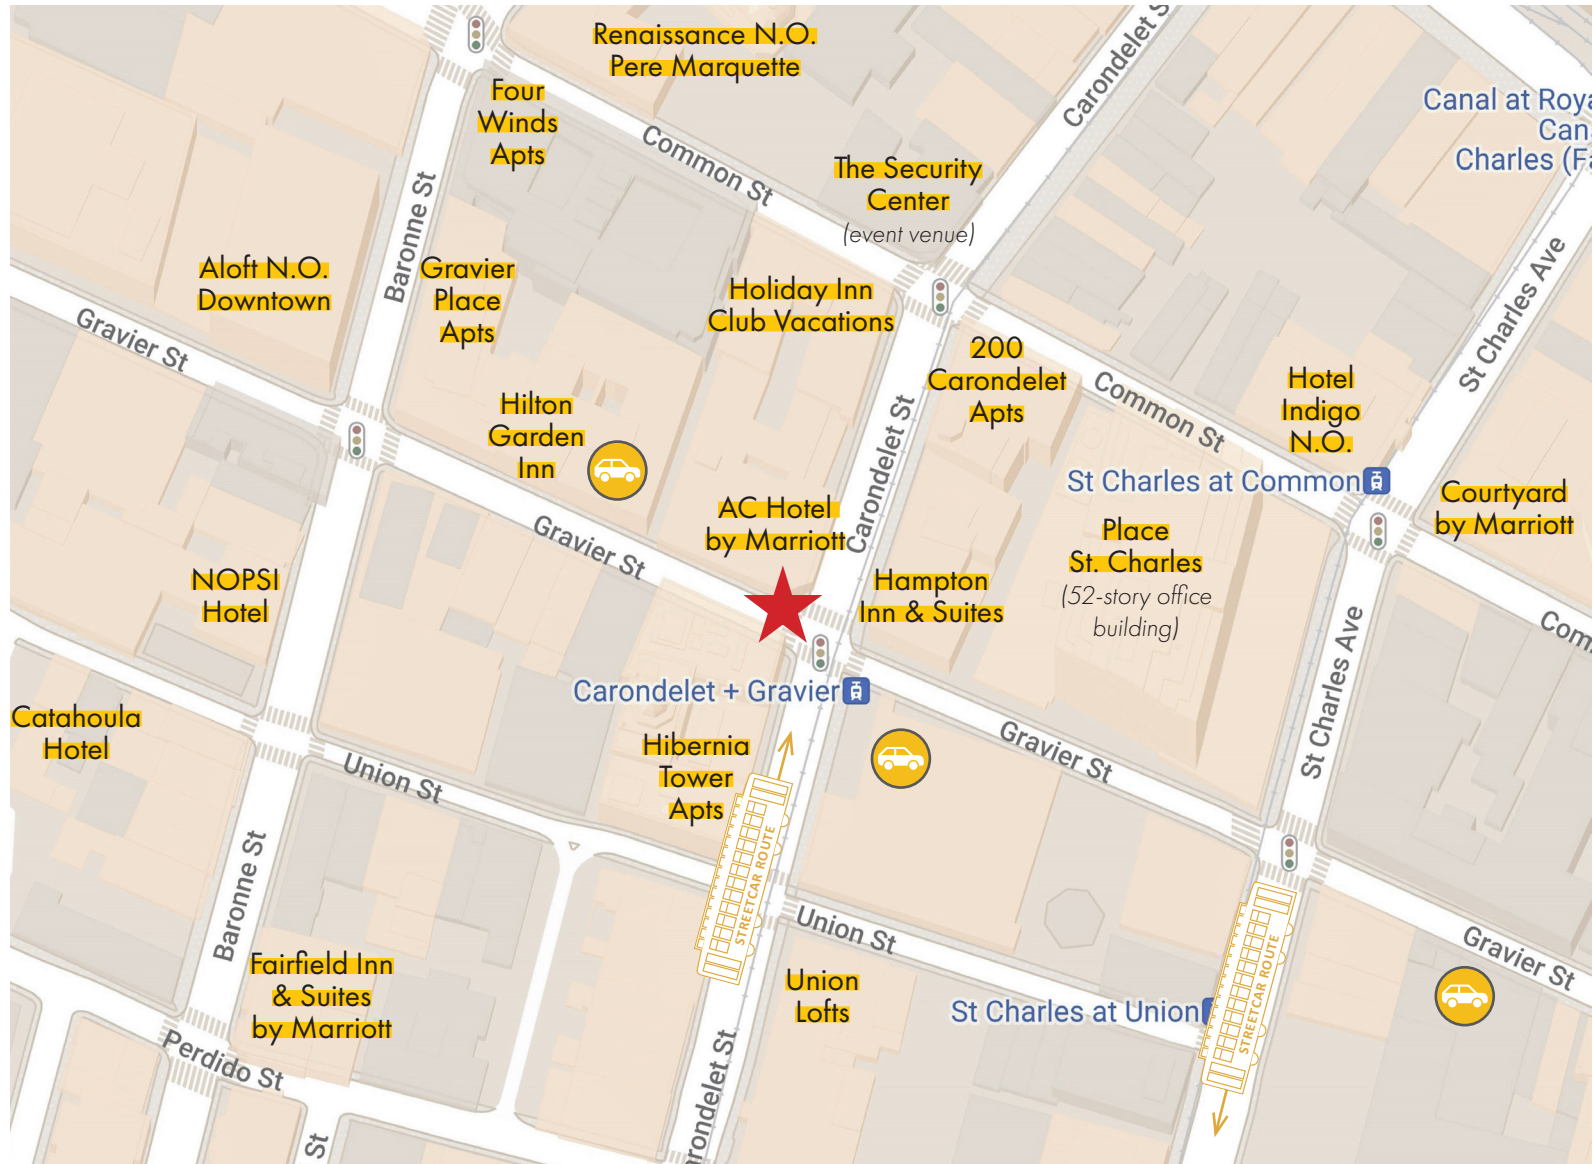 Renaissance N.O.
Pere Marquette
Carondelet S
Four
Winds
Apts
Common St
Canal at Roya
Cana
Charles (Fa
The Security
Center
(event venue)
Baronne St
Aloft N.O.
Downtown
Gravier
Place
Apts
Holiday Inn
Club Vacations
St Charles Ave
Gravier St
200
Carondelet
Apts
Common St
Hotel
Indigo
N.O.
Hilton
Garden
Inn
Carondelet St
St Charles at Common
Courtyard
by Marriott
AC Hotel
by Marriott
Place
St. Charles
(52-story office
building)
Gravier St
NOPSI
Hotel
Hampton
Inn & Suites
Com
St Charles Ave
Carondelet + Gravier
Catahoula
Hotel
Hibernia
Tower
Apts
Gravier St
Union St
STREETCAR ROUTE
Baronne St
Union St
Gravier St
STREETCAR ROUTE
Fairfield Inn
& Suites
by Marriott
Union
Lofts
St Charles at Union
Perdido St
rondelet St
St